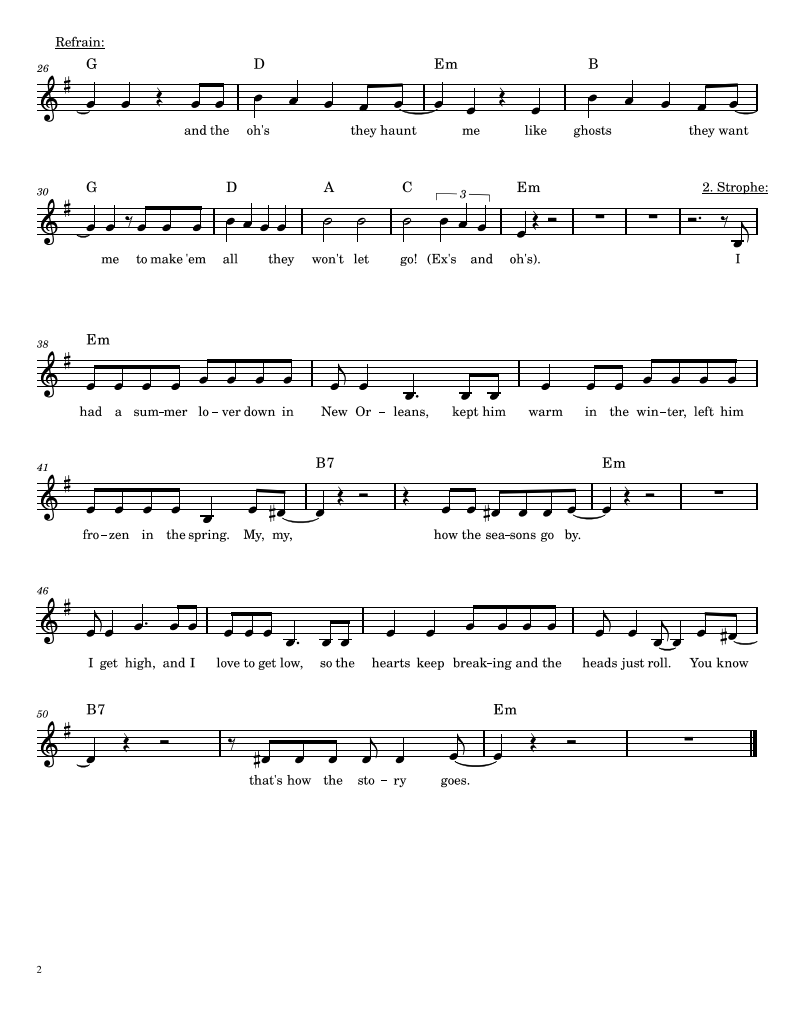 Refrain:
26 G D Em B
and the oh's they haunt me like ghosts they want
2. Strophe:
30 G D A C Em
3
me to make 'em all they won't let go! (Ex's and oh's). I
38 Em
had a sum–mer lo–ver down in New Or–leans, kept him warm in the win–ter, left him
41 B7 Em
fro–zen in the spring. My, my, how the sea–sons go by.
46
I get high, and I love to get low, so the hearts keep break–ing and the heads just roll. You know
50 B7 Em
that's how the sto–ry goes.
2